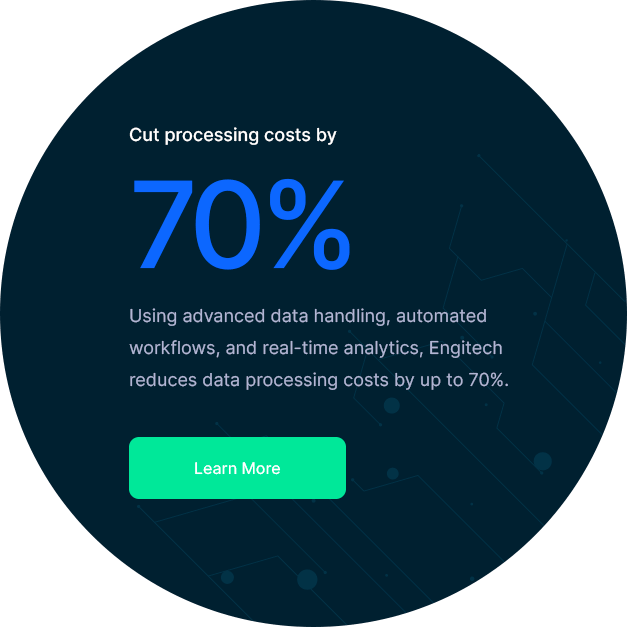 Cut processing costs by
70%
Using advanced data handling, automated
workflows, and real-time analytics, Engitech
reduces data processing costs by up to 70%.
Learn More